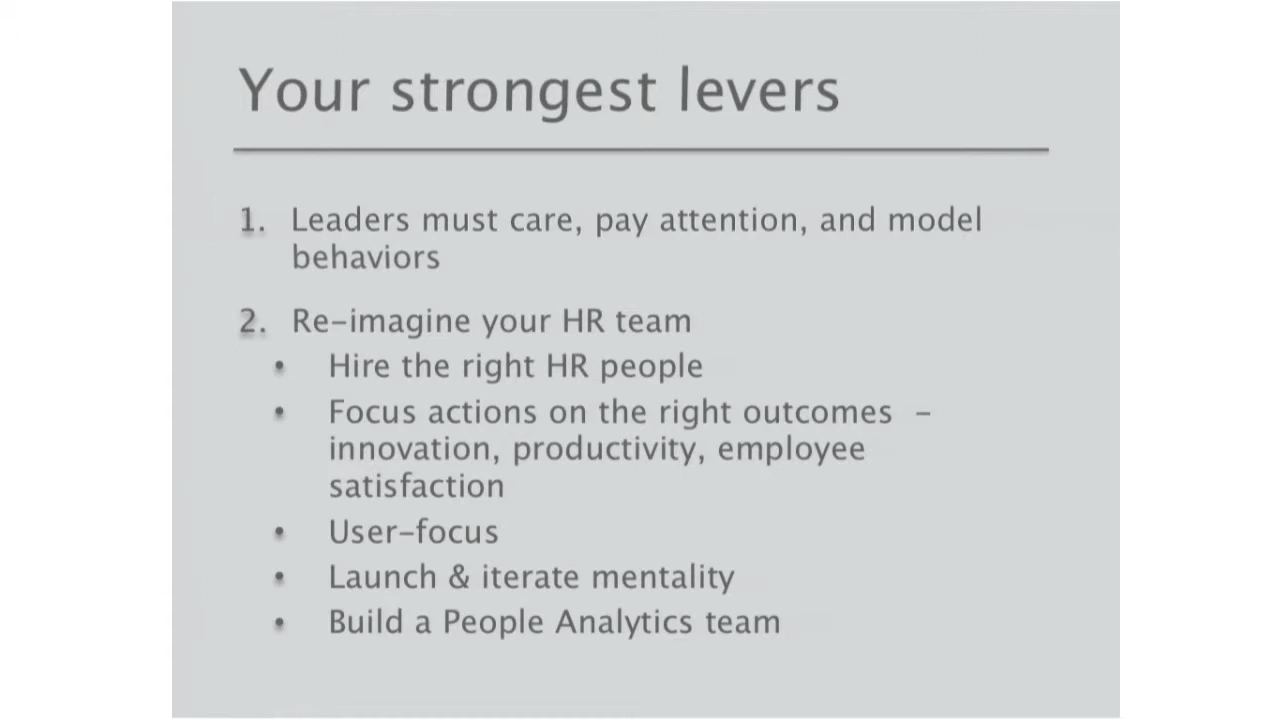 Your strongest levers
1. Leaders must care, pay attention, and model
behaviors
2. Re-imagine your HR team
• Hire the right HR people
• Focus actions on the right outcomes -
innovation, productivity, employee
satisfaction
• User-focus
• Launch & iterate mentality
• Build a People Analytics team